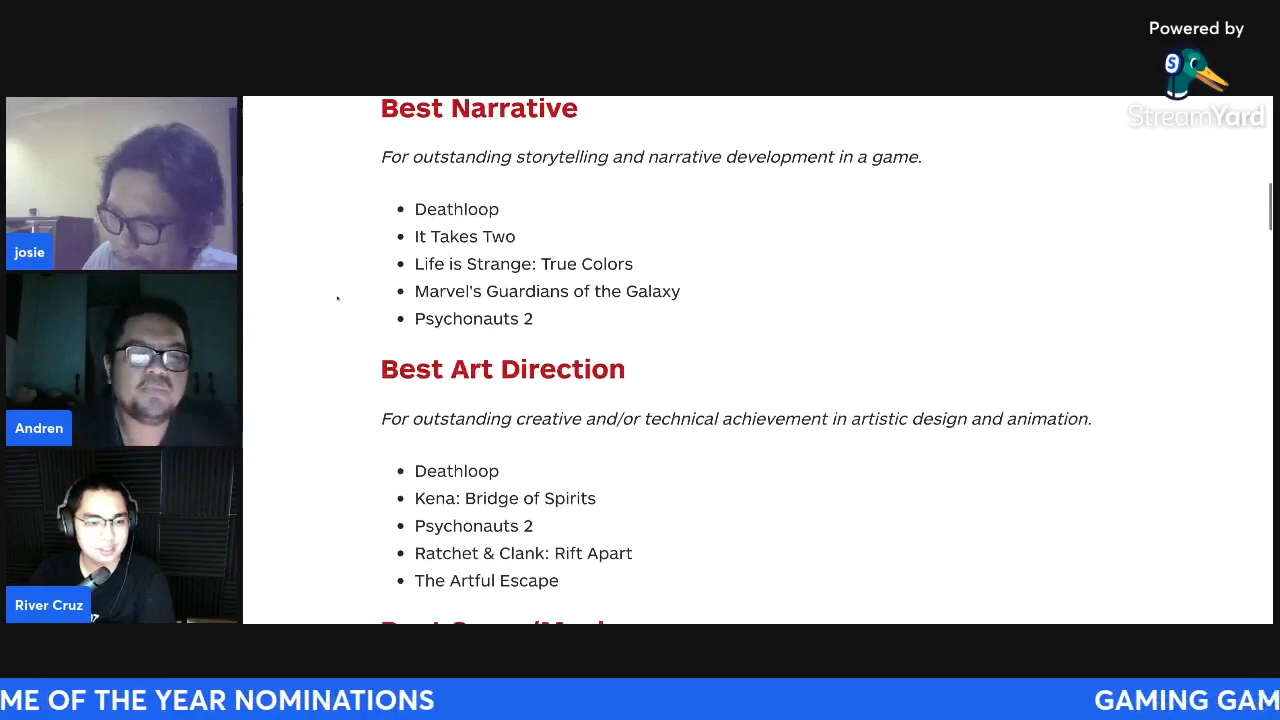 Powered by
StreamYard
Best Narrative
For outstanding storytelling and narrative development in a game.
Deathloop
It Takes Two
Life is Strange: True Colors
Marvel's Guardians of the Galaxy
Psychonauts 2
Best Art Direction
For outstanding creative and/or technical achievement in artistic design and animation.
Deathloop
Kena: Bridge of Spirits
Psychonauts 2
Ratchet & Clank: Rift Apart
The Artful Escape
josie
Andren
River Cruz
ME OF THE YEAR NOMINATIONS
GAMING GAM